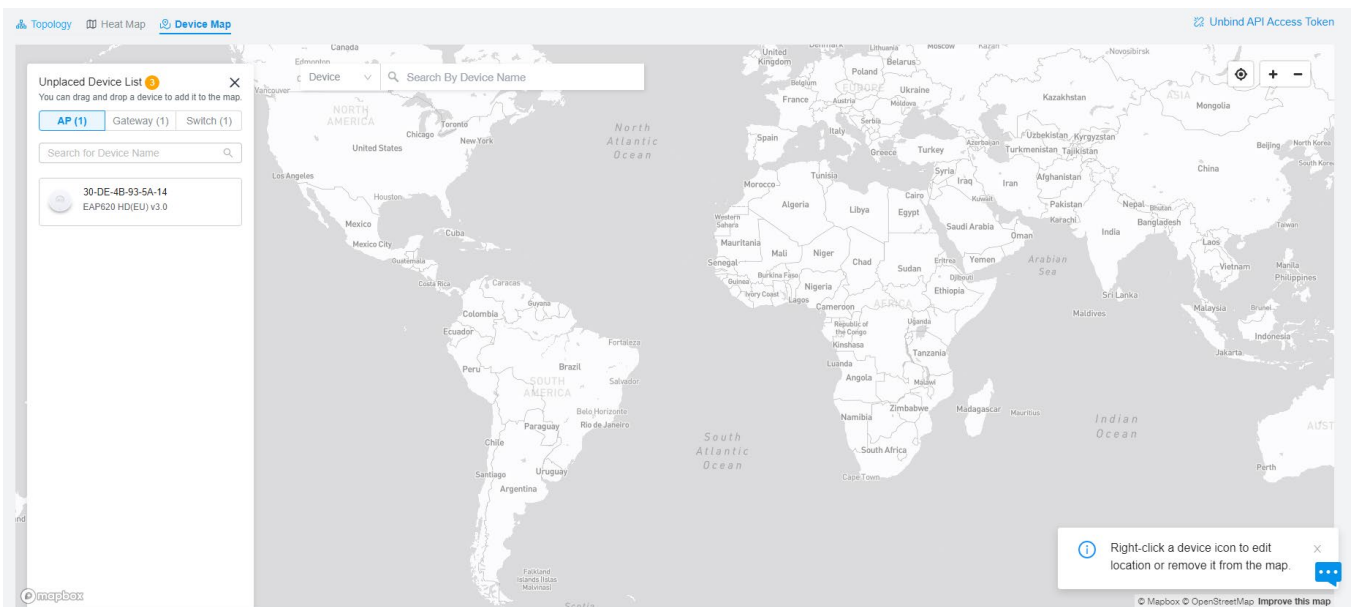 Topology Heat Map Device Map
Unbind API Access Token
Unplaced Device List 3
You can drag and drop a device to add it to the map.
AP (1) Gateway (1) Switch (1)
Search for Device Name
30-DE-4B-93-5A-14
EAP620 HD(EU) v3.0
Device
Search By Device Name
Canada
Edmonton
Vancouver
NORTH
AMERICA
Toronto
Chicago
New York
United States
Los Angeles
Houston
Mexico
Cuba
Mexico City
Guatemala
Costa Rica
Caracas
Guyana
Colombia
Ecuador
Fortaleza
Peru
Brazil
SOUTH
AMERICA
Salvador
Belo Horizonte
Paraguay
Rio de Janeiro
Chile
Santiago
Uruguay
Argentina
Falkland
Islands/Islas
Malvinas
North
Atlantic
Ocean
South
Atlantic
Ocean
United
Kingdom
Denmark
Lithuania
Moscow
Kazan
Novosibirsk
Belarus
Poland
Belgium
EUROPE
Ukraine
France
Austria
Moldova
Kazakhstan
ASIA
Mongolia
Serbia
Italy
Spain
Uzbekistan
Kyrgyzstan
Greece
Turkey
Azerbaijan
Turkmenistan
Tajikistan
Beijing
North Korea
South Korea
China
Tunisia
Syria
Iraq
Iran
Afghanistan
Morocco
Algeria
Libya
Cairo
Egypt
Kuwait
Pakistan
Nepal
Bhutan
Western
Sahara
Karachi
Bangladesh
India
Taiwan
Saudi Arabia
Oman
Mauritania
Mali
Niger
Chad
Sudan
Eritrea
Yemen
Arabian
Sea
Laos
Senegal
Burkina Faso
Djibouti
Vietnam
Manila
Philippines
Guinea
Nigeria
Ethiopia
Ivory Coast
Lagos
Cameroon
AFRICA
Sri Lanka
Maldives
Malaysia
Brunei
Republic of
the Congo
Uganda
Kinshasa
Indonesia
Tanzania
Jakarta
Luanda
Angola
Malawi
Zimbabwe
Namibia
Madagascar
Mauritius
Indian
Ocean
AUST
South Africa
Cape Town
Perth
Right-click a device icon to edit
location or remove it from the map.
mapbox
© Mapbox © OpenStreetMap Improve this map